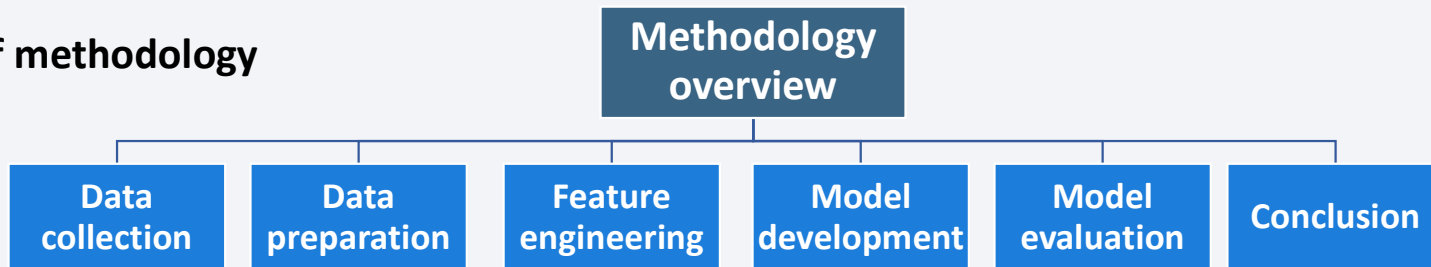 methodology
Methodology
overview
Data
collection
Data
preparation
Feature
engineering
Model
development
Model
evaluation
Conclusion